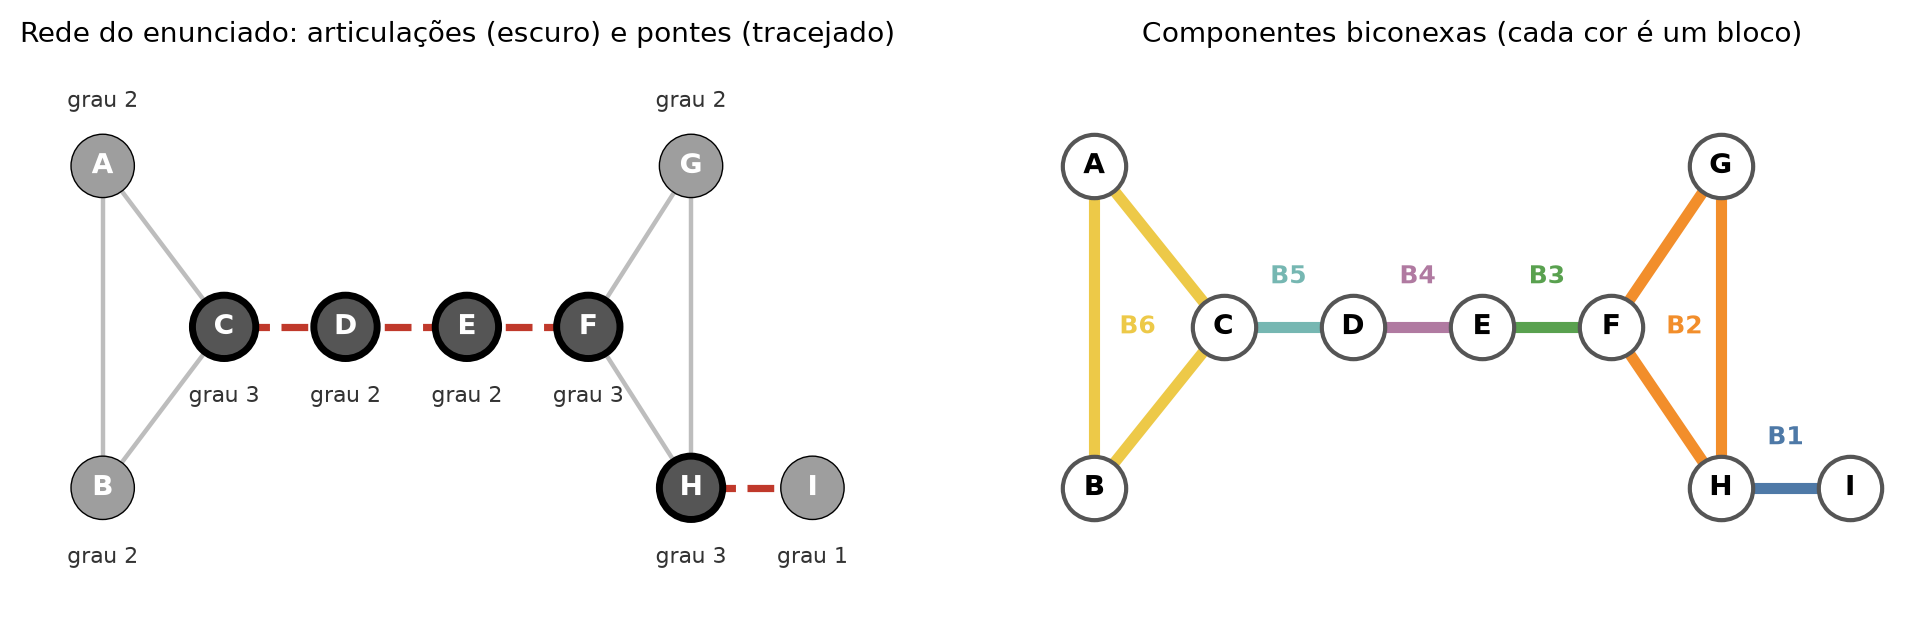 Rede do enunciado: articulações (escuro) e pontes (tracejado)
grau 2
grau 2
A
G
C
D
E
F
grau 3
grau 2
grau 2
grau 3
B
H
I
grau 2
grau 3
grau 1
Componentes biconexas (cada cor é um bloco)
A
G
B5
B4
B3
B6
C
D
E
F
B2
B1
B
H
I